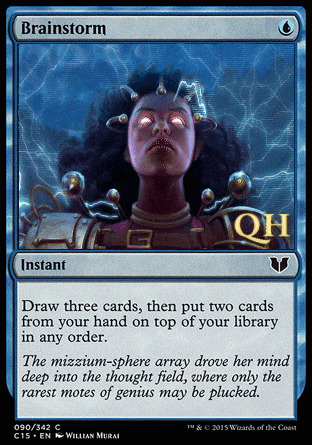 Brainstorm
QH
Instant
Draw three cards, then put two cards
from your hand on top of your library
in any order.
The mizzium-sphere array drove her mind
deep into the thought field, where only the
rarest motes of genius may be plucked.
090/342 C
C15 • EN Willian Murai
™ & © 2015 Wizards of the Coast